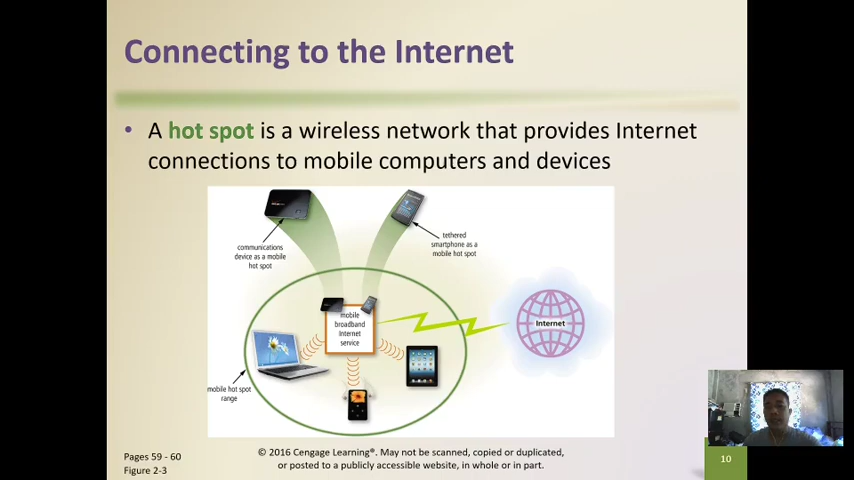 Connecting to the Internet
• A hot spot is a wireless network that provides Internet
connections to mobile computers and devices
communications
device as a mobile
hot spot
tethered
smartphone as a
mobile hot spot
mobile
broadband
Internet
service
Internet
mobile hot spot
range
Pages 59 - 60
Figure 2-3
© 2016 Cengage Learning®. May not be scanned, copied or duplicated,
or posted to a publicly accessible website, in whole or in part.
10